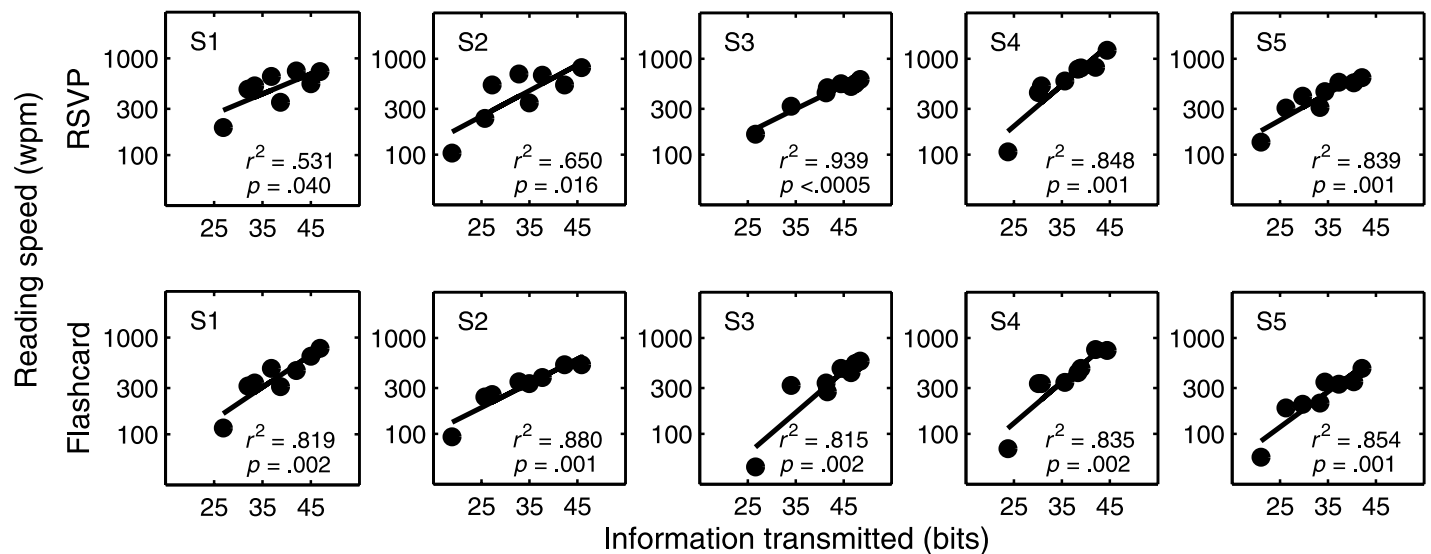 Reading speed (wpm)
RSVP
1000
300
100
S1
r² = .531
p = .040
25 35 45
1000
300
100
S2
r² = .650
p = .016
25 35 45
1000
300
100
S3
r² = .939
p <.0005
25 35 45
1000
300
100
S4
r² = .848
p = .001
25 35 45
1000
300
100
S5
r² = .839
p = .001
25 35 45
Flashcard
1000
300
100
S1
r² = .819
p = .002
25 35 45
1000
300
100
S2
r² = .880
p = .001
25 35 45
1000
300
100
S3
r² = .815
p = .002
25 35 45
1000
300
100
S4
r² = .835
p = .002
25 35 45
1000
300
100
S5
r² = .854
p = .001
25 35 45
Information transmitted (bits)